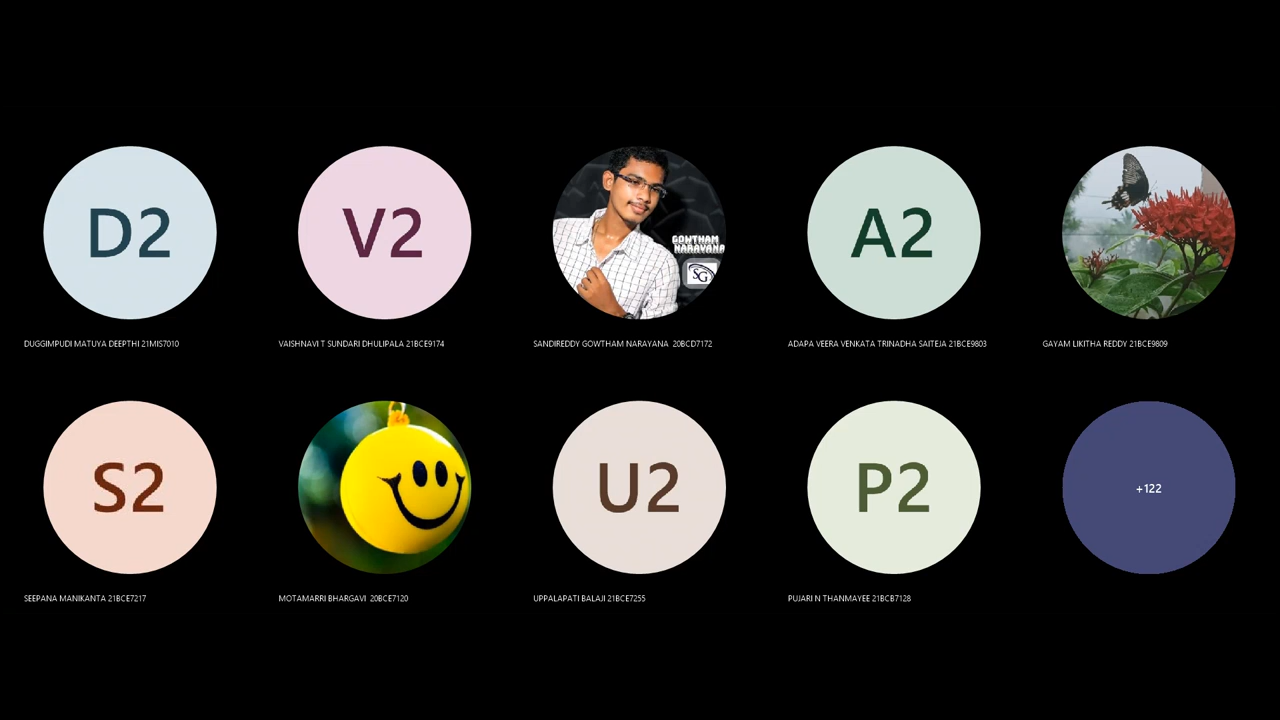 D2
V2
GOWTHAM
NARAYANA
SG
A2
DUGGIMPUDI MATUYA DEEPTHI 21MIS7010
VAISHNAVI T SUNDARI DHULIPALA 21BCE9174
SANDIREDDY GOWTHAM NARAYANA 20BCD7172
ADAPA VEERA VENKATA TRINADHA SAITEJA 21BCE9803
GAYAM LIKITHA REDDY 21BCE9809
S2
U2
P2
+122
SEEPANA MANIKANTA 21BCE7217
MOTAMARRI BHARGAVI 20BCE7120
UPPALAPATI BALAJI 21BCE7255
PUJARI N THANMAYEE 21BCB7128